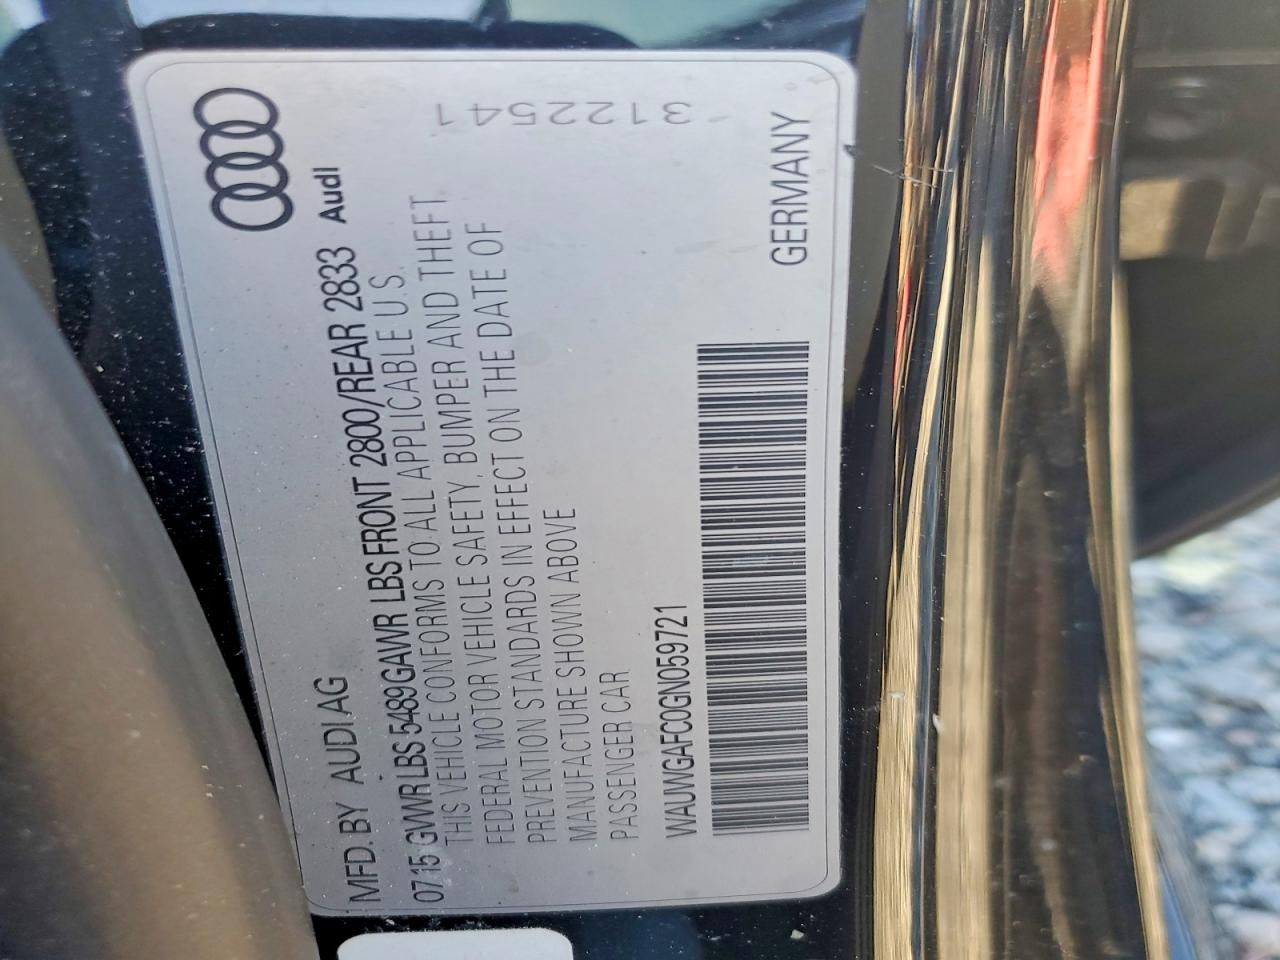 MFD. BY AUDI AG
Audi
0715 GVWR LBS 5489 GAWR LBS FRONT 2800/REAR 2833
THIS VEHICLE CONFORMS TO ALL APPLICABLE U.S.
FEDERAL MOTOR VEHICLE SAFETY, BUMPER AND THEFT
PREVENTION STANDARDS IN EFFECT ON THE DATE OF
MANUFACTURE SHOWN ABOVE
PASSENGER CAR
WAUWGAFC0GN059721
GERMANY
3122541